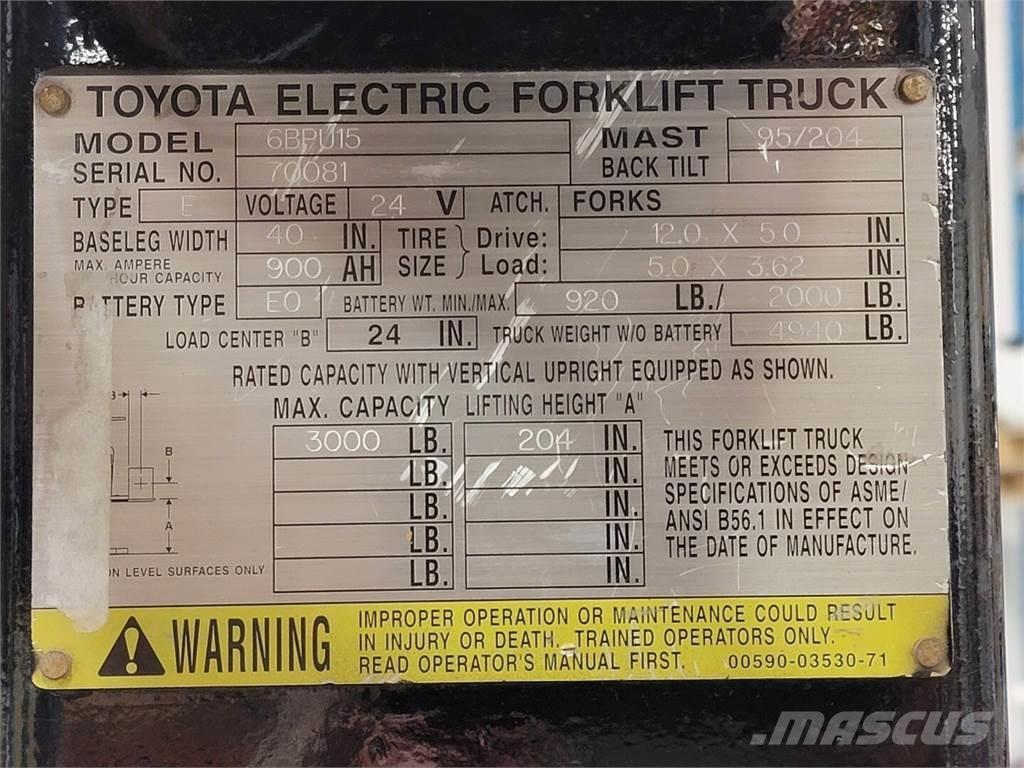 TOYOTA ELECTRIC FORKLIFT TRUCK
MODEL 6BPU15 MAST 95/204
SERIAL NO. 70081 BACK TILT
TYPE E VOLTAGE 24 V ATCH. FORKS
BASELEG WIDTH 40 IN. TIRE SIZE Drive: 12.0 X 5.0 IN.
MAX. AMPERE HOUR CAPACITY 900 AH Load: 5.0 X 3.62 IN.
BATTERY TYPE EO BATTERY WT. MIN./MAX. 920 LB./ 2000 LB.
LOAD CENTER "B" 24 IN. TRUCK WEIGHT W/O BATTERY 4940 LB.
RATED CAPACITY WITH VERTICAL UPRIGHT EQUIPPED AS SHOWN.
MAX. CAPACITY LIFTING HEIGHT "A"
3000 LB. 204 IN.
LB. IN.
LB. IN.
LB. IN.
LB. IN.
THIS FORKLIFT TRUCK
MEETS OR EXCEEDS DESIGN
SPECIFICATIONS OF ASME/
ANSI B56.1 IN EFFECT ON
THE DATE OF MANUFACTURE.
B
B
A
ON LEVEL SURFACES ONLY
WARNING
IMPROPER OPERATION OR MAINTENANCE COULD RESULT
IN INJURY OR DEATH. TRAINED OPERATORS ONLY.
READ OPERATOR'S MANUAL FIRST. 00590-03530-71
MASCUS